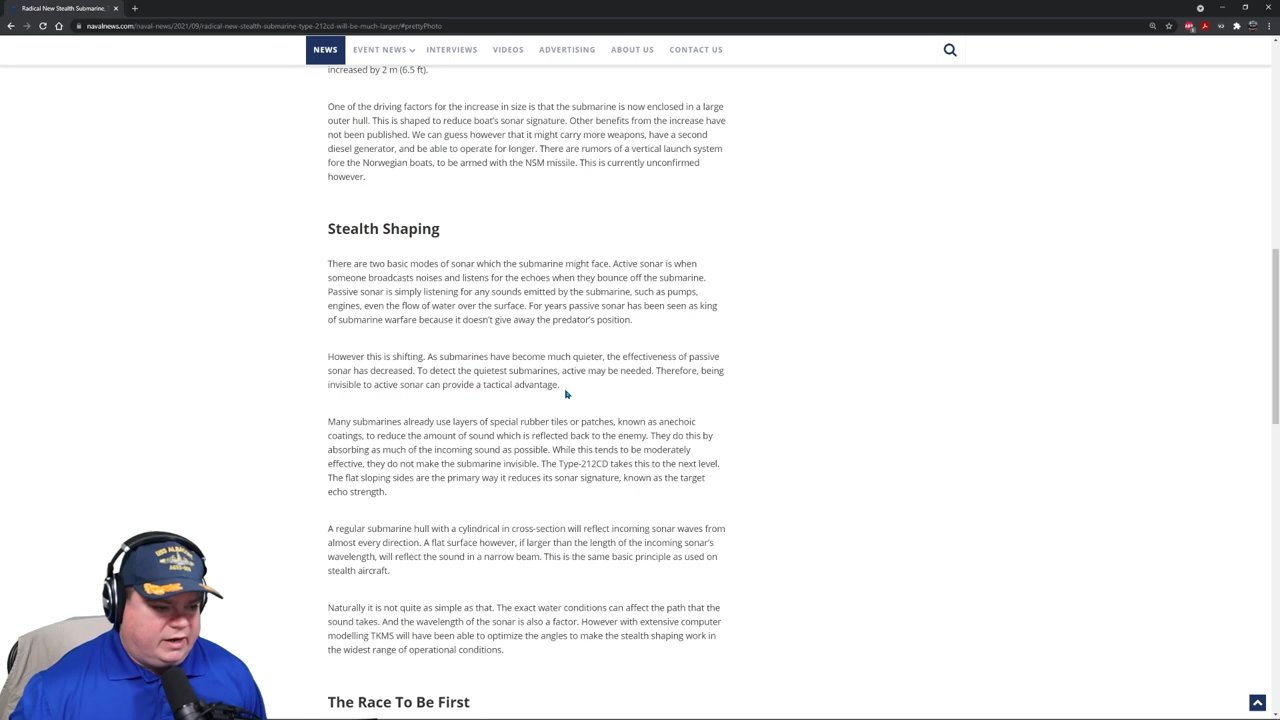 Radical New Stealth Submarine,
navalnews.com/naval-news/2021/09/radical-new-stealth-submarine-type-212cd-will-be-much-larger/#prettyPhoto
NEWS EVENT NEWS INTERVIEWS VIDEOS ADVERTISING ABOUT US CONTACT US
increased by 2 m (6.5 ft).
One of the driving factors for the increase in size is that the submarine is now enclosed in a large
outer hull. This is shaped to reduce boat's sonar signature. Other benefits from the increase have
not been published. We can guess however that it might carry more weapons, have a second
diesel generator, and be able to operate for longer. There are rumors of a vertical launch system
fore the Norwegian boats, to be armed with the NSM missile. This is currently unconfirmed
however.
Stealth Shaping
There are two basic modes of sonar which the submarine might face. Active sonar is when
someone broadcasts noises and listens for the echoes when they bounce off the submarine.
Passive sonar is simply listening for any sounds emitted by the submarine, such as pumps,
engines, even the flow of water over the surface. For years passive sonar has been seen as king
of submarine warfare because it doesn't give away the predator's position.
However this is shifting. As submarines have become much quieter, the effectiveness of passive
sonar has decreased. To detect the quietest submarines, active may be needed. Therefore, being
invisible to active sonar can provide a tactical advantage.
Many submarines already use layers of special rubber tiles or patches, known as anechoic
coatings, to reduce the amount of sound which is reflected back to the enemy. They do this by
absorbing as much of the incoming sound as possible. While this tends to be moderately
effective, they do not make the submarine invisible. The Type-212CD takes this to the next level.
The flat sloping sides are the primary way it reduces its sonar signature, known as the target
echo strength.
A regular submarine hull with a cylindrical in cross-section will reflect incoming sonar waves from
almost every direction. A flat surface however, if larger than the length of the incoming sonar's
wavelength, will reflect the sound in a narrow beam. This is the same basic principle as used on
stealth aircraft.
Naturally it is not quite as simple as that. The exact water conditions can affect the path that the
sound takes. And the wavelength of the sonar is also a factor. However with extensive computer
modelling TKMS will have been able to optimize the angles to make the stealth shaping work in
the widest range of operational conditions.
The Race To Be First
USS ALBACORE